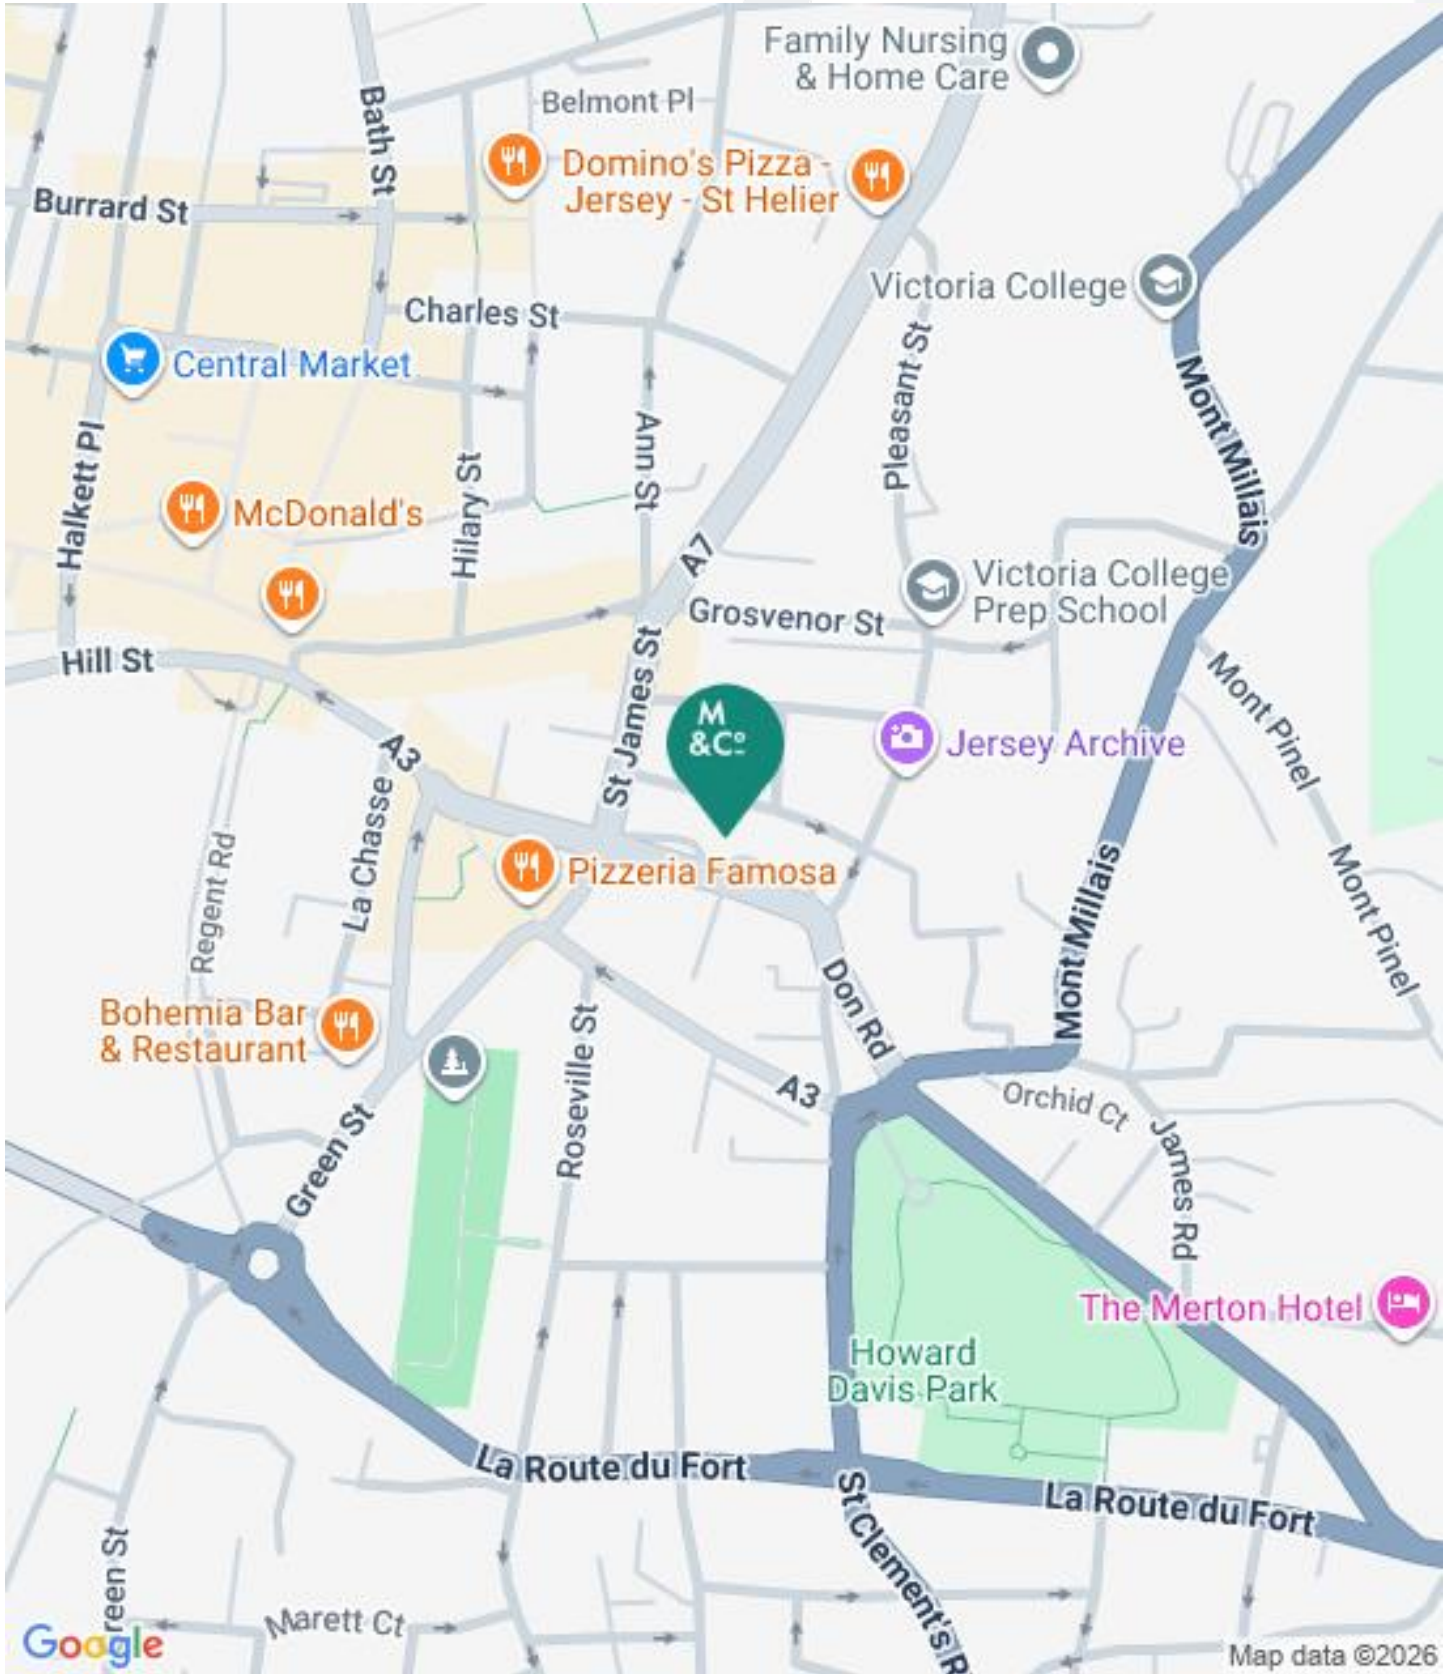 Family Nursing
& Home Care
Bath St
Belmont Pl
Domino's Pizza -
Jersey - St Helier
Burrard St
Victoria College
Charles St
Pleasant St
Central Market
Mont Millais
Halkett Pl
Ann St
Hilary St
McDonald's
A7
Victoria College
Prep School
Grosvenor St
Hill St
St James St
Mont Pinel
M
&Cº
Jersey Archive
A3
La Chasse
Regent Rd
Pizzeria Famosa
Mont Millais
Mont Pinel
Don Rd
Bohemia Bar
& Restaurant
Roseville St
A3
Orchid Ct
Green St
James Rd
The Merton Hotel
Howard
Davis Park
La Route du Fort
La Route du Fort
St Clement's R
reen St
Marett Ct
Google
Map data ©2026